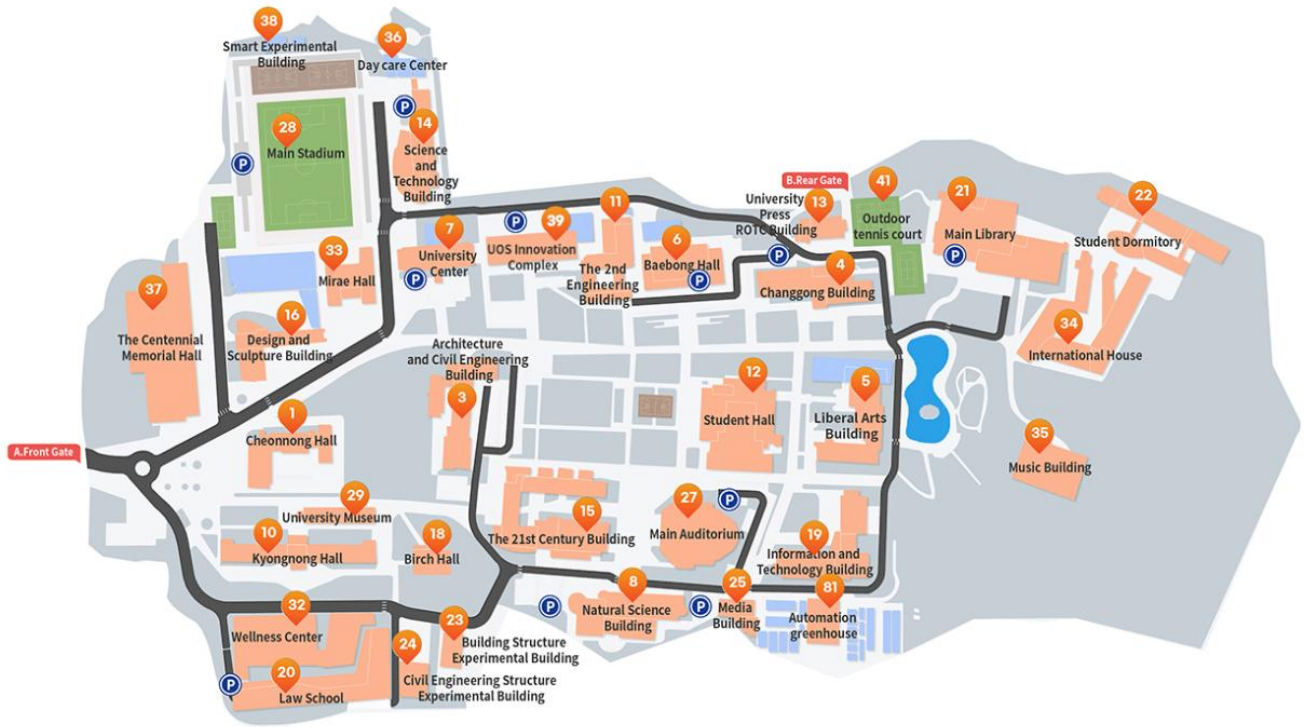 38
Smart Experimental
Building
36
Day care Center
P
14
Science
and
Technology
Building
28
Main Stadium
P
B.Rear Gate
41
Outdoor
tennis court
21
Main Library
P
22
Student Dormitory
13
University
Press
ROTC Building
11
The 2nd
Engineering
Building
P
39
UOS Innovation
Complex
7
University
Center
P
6
Baebong Hall
P
P
4
Changgong Building
33
Mirae Hall
37
The Centennial
Memorial Hall
16
Design and
Sculpture Building
34
International House
Architecture
and Civil Engineering
Building
3
12
Student Hall
5
Liberal Arts
Building
1
Cheonnong Hall
A.Front Gate
35
Music Building
29
University Museum
10
Kyongnong Hall
18
Birch Hall
15
The 21st Century Building
27
Main Auditorium
P
19
Information and
Technology Building
8
Natural Science
Building
P
P
25
Media
Building
81
Automation
greenhouse
32
Wellness Center
23
Building Structure
Experimental Building
24
Civil Engineering Structure
Experimental Building
20
Law School
P